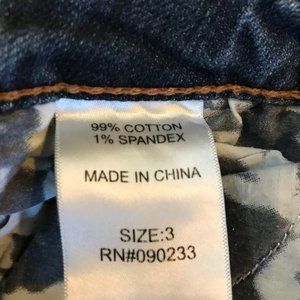 99% COTTON
1% SPANDEX
MADE IN CHINA
SIZE:3
RN#090233